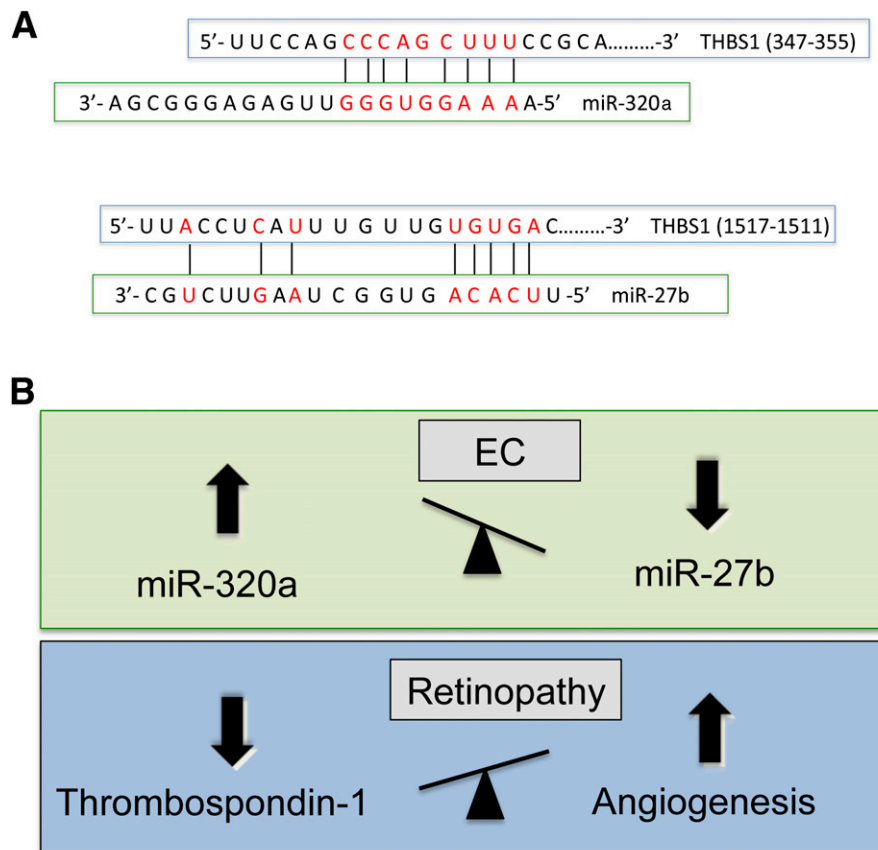 A
5'- U U C C A G C C C A G C U U U C C G C A.........-3' THBS1 (347-355)
3'- A G C G G G A G A G U U G G G U G G A A A A-5' miR-320a
5'- U U A C C U C A U U U G U U G U G U G A C.........-3' THBS1 (1517-1511)
3'- C G U C U U G A A U C G G U G A C A C U U -5' miR-27b
B
EC
miR-320a
miR-27b
Retinopathy
Thrombospondin-1
Angiogenesis